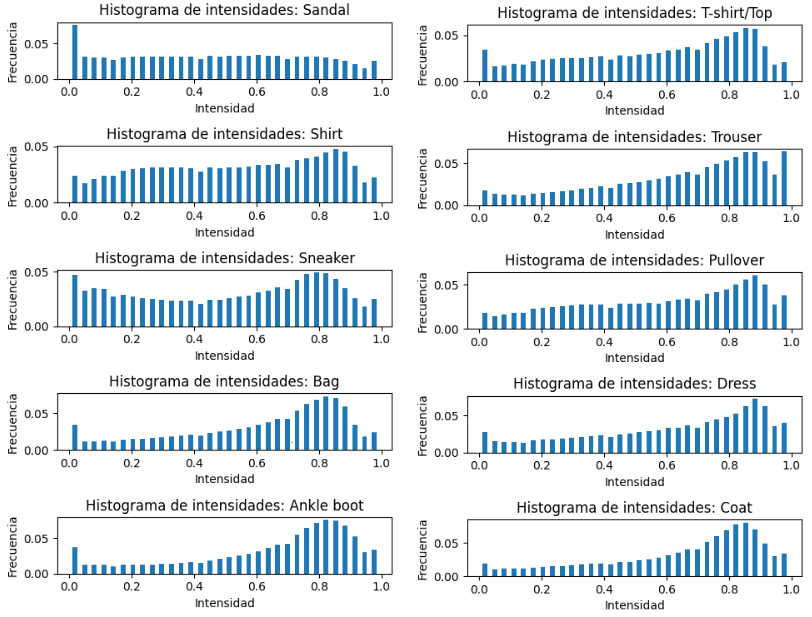 Histograma de intensidades: Sandal
Frecuencia
0.05
0.00
0.0 0.2 0.4 0.6 0.8 1.0
Intensidad
Histograma de intensidades: T-shirt/Top
Frecuencia
0.05
0.00
0.0 0.2 0.4 0.6 0.8 1.0
Intensidad
Histograma de intensidades: Shirt
Frecuencia
0.05
0.00
0.0 0.2 0.4 0.6 0.8 1.0
Intensidad
Histograma de intensidades: Trouser
Frecuencia
0.05
0.00
0.0 0.2 0.4 0.6 0.8 1.0
Intensidad
Histograma de intensidades: Sneaker
Frecuencia
0.05
0.00
0.0 0.2 0.4 0.6 0.8 1.0
Intensidad
Histograma de intensidades: Pullover
Frecuencia
0.05
0.00
0.0 0.2 0.4 0.6 0.8 1.0
Intensidad
Histograma de intensidades: Bag
Frecuencia
0.05
0.00
0.0 0.2 0.4 0.6 0.8 1.0
Intensidad
Histograma de intensidades: Dress
Frecuencia
0.05
0.00
0.0 0.2 0.4 0.6 0.8 1.0
Intensidad
Histograma de intensidades: Ankle boot
Frecuencia
0.05
0.00
0.0 0.2 0.4 0.6 0.8 1.0
Intensidad
Histograma de intensidades: Coat
Frecuencia
0.05
0.00
0.0 0.2 0.4 0.6 0.8 1.0
Intensidad